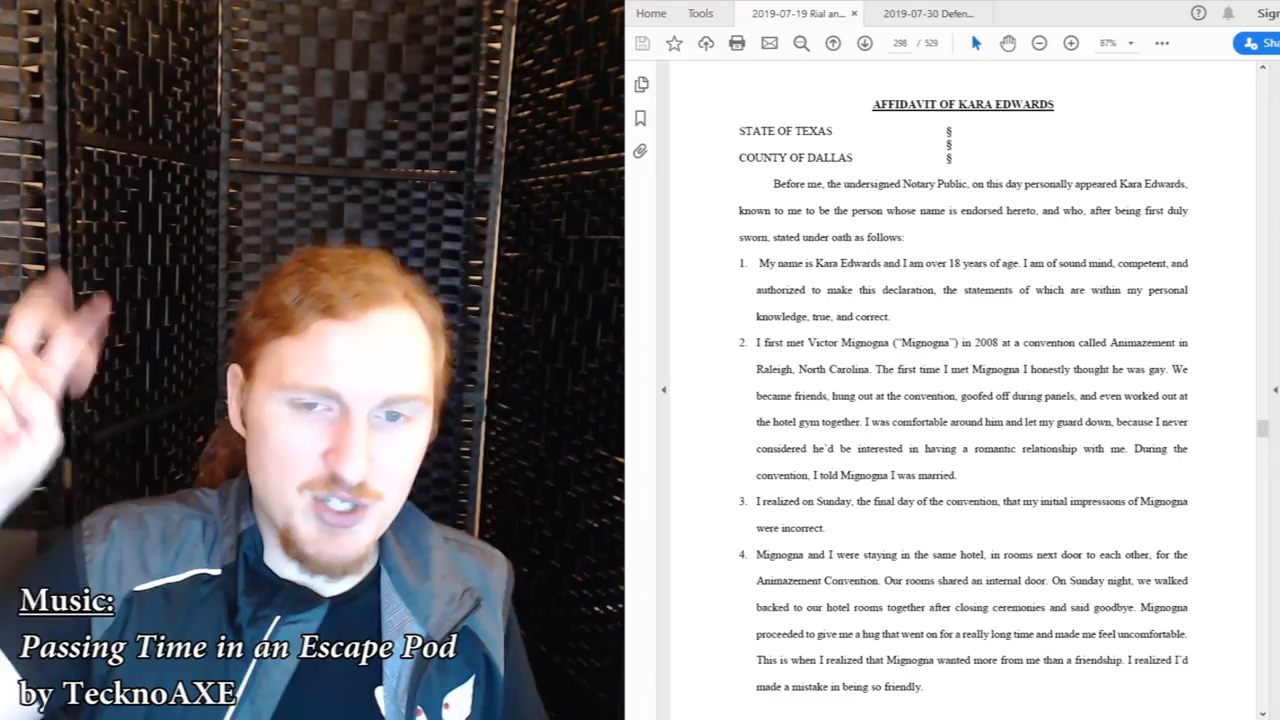 Home Tools 2019-07-19 Rial an... × 2019-07-30 Defen... Sign
298 / 529 87% Sha
AFFIDAVIT OF KARA EDWARDS
STATE OF TEXAS §
§
COUNTY OF DALLAS §
Before me, the undersigned Notary Public, on this day personally appeared Kara Edwards,
known to me to be the person whose name is endorsed hereto, and who, after being first duly
sworn, stated under oath as follows:
1. My name is Kara Edwards and I am over 18 years of age. I am of sound mind, competent, and
authorized to make this declaration, the statements of which are within my personal
knowledge, true, and correct.
2. I first met Victor Mignogna ("Mignogna") in 2008 at a convention called Animazement in
Raleigh, North Carolina. The first time I met Mignogna I honestly thought he was gay. We
became friends, hung out at the convention, goofed off during panels, and even worked out at
the hotel gym together. I was comfortable around him and let my guard down, because I never
considered he'd be interested in having a romantic relationship with me. During the
convention, I told Mignogna I was married.
3. I realized on Sunday, the final day of the convention, that my initial impressions of Mignogna
were incorrect.
4. Mignogna and I were staying in the same hotel, in rooms next door to each other, for the
Animazement Convention. Our rooms shared an internal door. On Sunday night, we walked
backed to our hotel rooms together after closing ceremonies and said goodbye. Mignogna
proceeded to give me a hug that went on for a really long time and made me feel uncomfortable.
This is when I realized that Mignogna wanted more from me than a friendship. I realized I'd
made a mistake in being so friendly.
Music:
Passing Time in an Escape Pod
by TecknoAXE